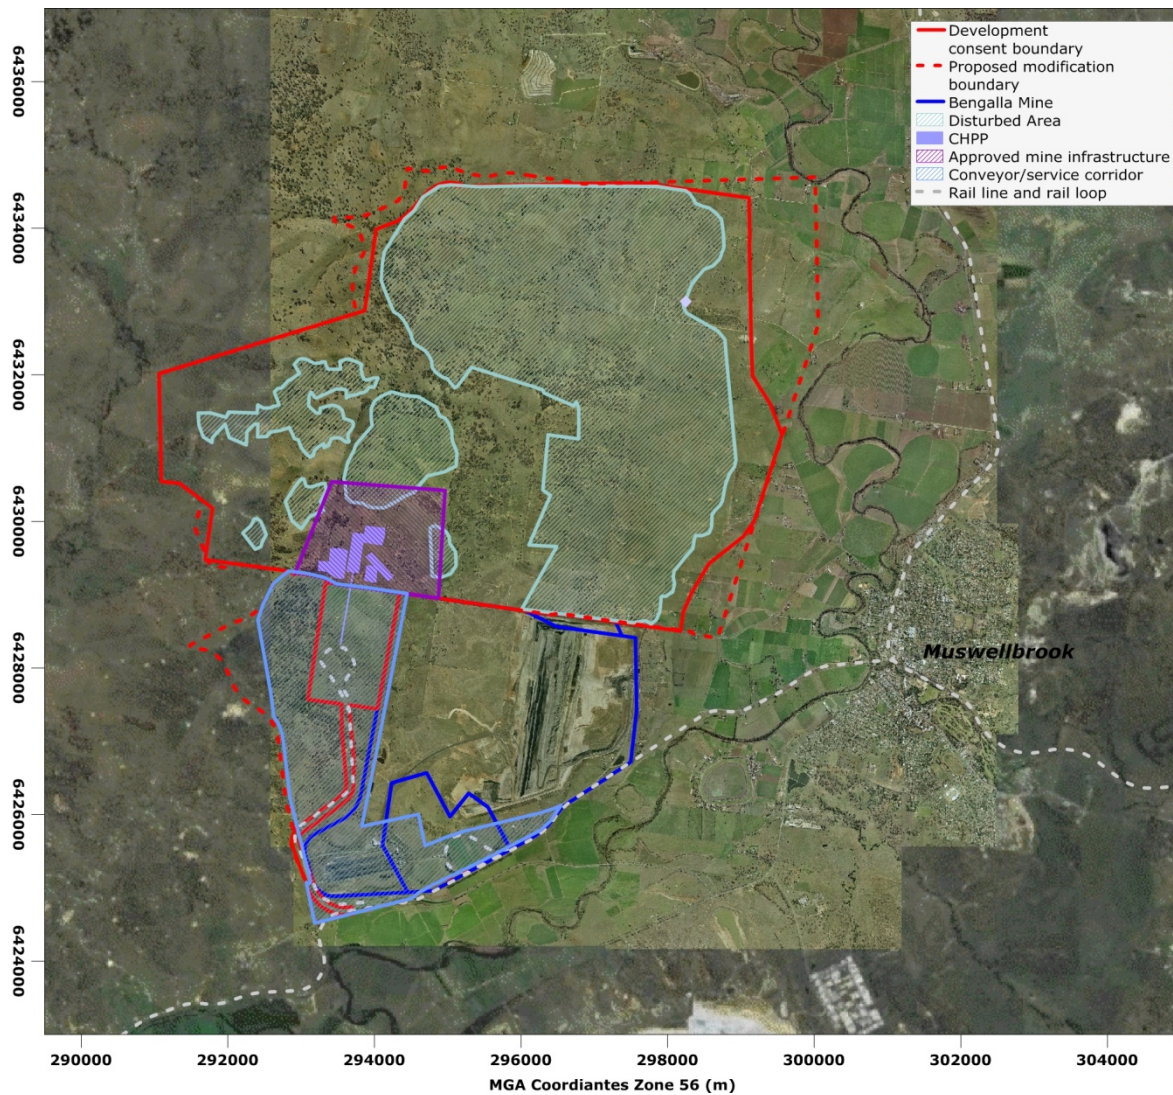 Development
consent boundary
Proposed modification
boundary
Bengalla Mine
Disturbed Area
CHPP
Approved mine infrastructure
Conveyor/service corridor
Rail line and rail loop
6436000
6434000
6432000
6430000
6428000
6426000
6424000
Muswellbrook
290000 292000 294000 296000 298000 300000 302000 304000
MGA Coordiantes Zone 56 (m)